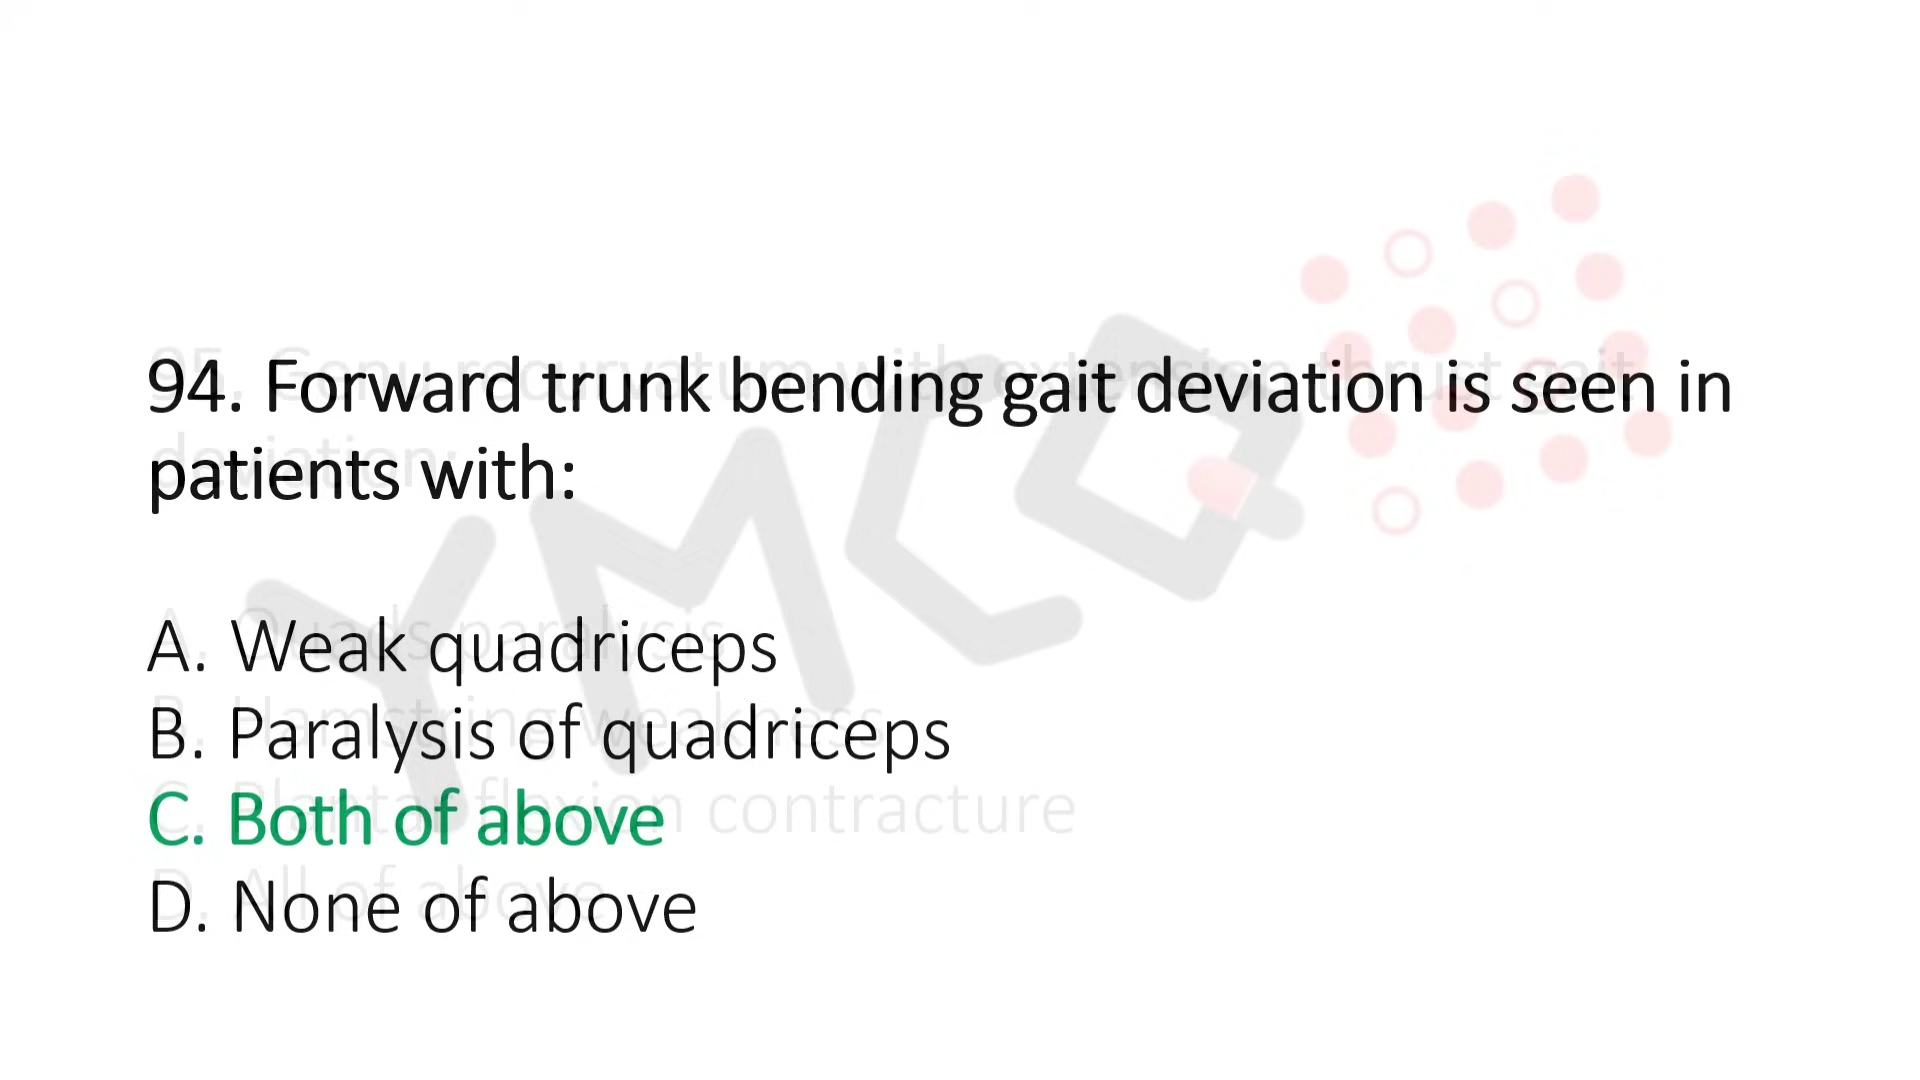 94. Forward trunk bending gait deviation is seen in
patients with:
A. Weak quadriceps
B. Paralysis of quadriceps
C. Both of above
D. None of above
YMCQ